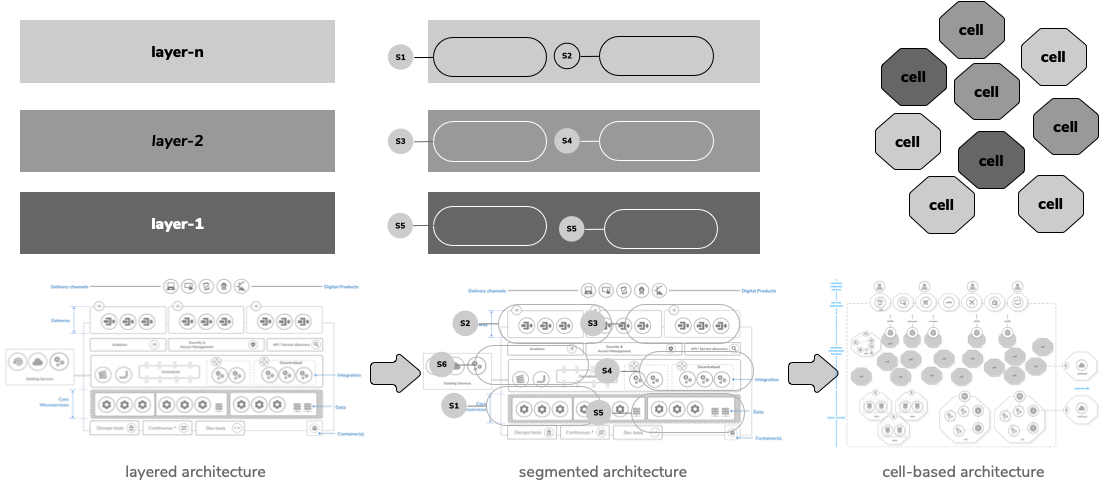 layer-n
layer-2
layer-1
S1
S2
S3
S4
S5
S5
cell
cell
cell
cell
cell
cell
cell
cell
cell
Delivery channels
Digital Products
Gateway
Analytics
Security &
Access Management
API / Service discovery
Existing Services
Centralized
Decentralized
Integration
Core
Microservices
Data
Devops tools
Continuous *
Dev tools
Container(s)
Delivery channels
Digital Products
S2
S3
Analytics
Security &
Access Management
API / Service discovery
S6
S4
Existing Services
Decentralized
Integration
S1
S5
Data
Devops tools
Continuous *
Dev tools
Container(s)
layered architecture
segmented architecture
cell-based architecture